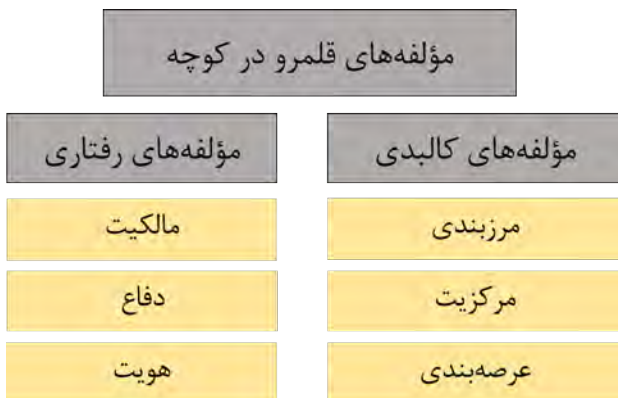 مؤلفه‌های قلمرو در کوچه
مؤلفه‌های کالبدی
مؤلفه‌های رفتاری
مرزبندی
مالکیت
مرکزیت
دفاع
عرصه‌بندی
هویت